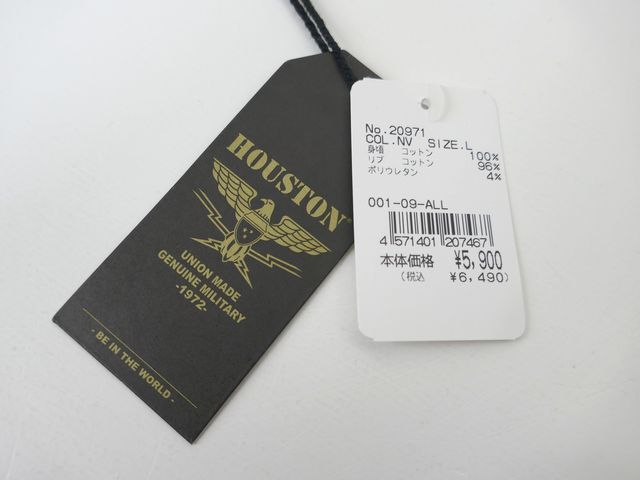 HOUSTON®
UNION MADE
GENUINE MILITARY
-1972-
- BE IN THE WORLD -
No.20971
COL.NV SIZE.L
身頃 コットン 100%
リブ コットン 96%
ポリウレタン 4%
001-09-ALL
4 571401 207467
本体価格 ¥5,900
(税込 ¥6,490)